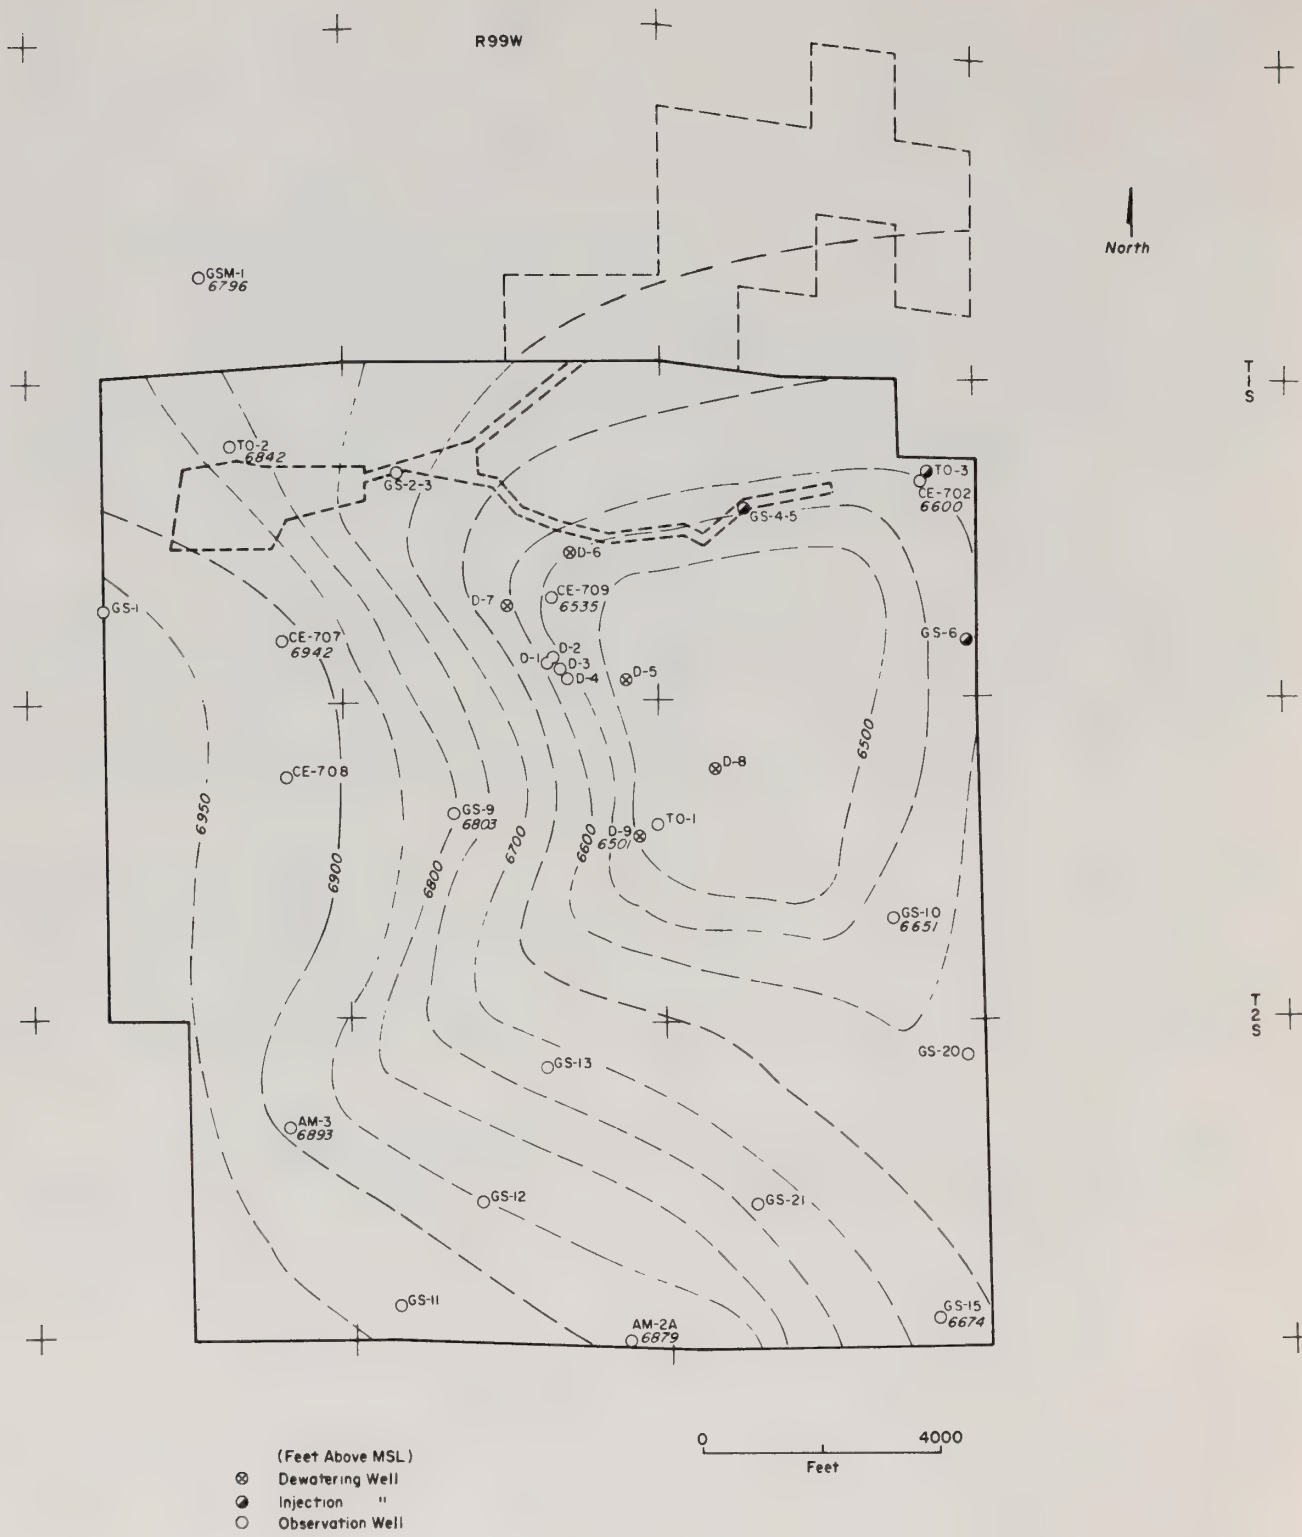 R99W
North
GSM-1
6796
T1S
TO-2
6842
GS-2-3
TO-3
CE-702
6600
GS-4-5
D-6
CE-709
6535
D-7
GS-1
CE-707
6942
GS-6
D-2
D-1
D-3
D-4
D-5
6500
D-8
CE-708
6950
GS-9
6803
6700
6600
TO-1
D-9
6501
6900
6800
GS-10
6651
T2S
GS-20
GS-13
AM-3
6893
GS-12
GS-21
GS-11
GS-15
6674
AM-2A
6879
0 4000
Feet
(Feet Above MSL)
Dewatering Well
Injection "
Observation Well